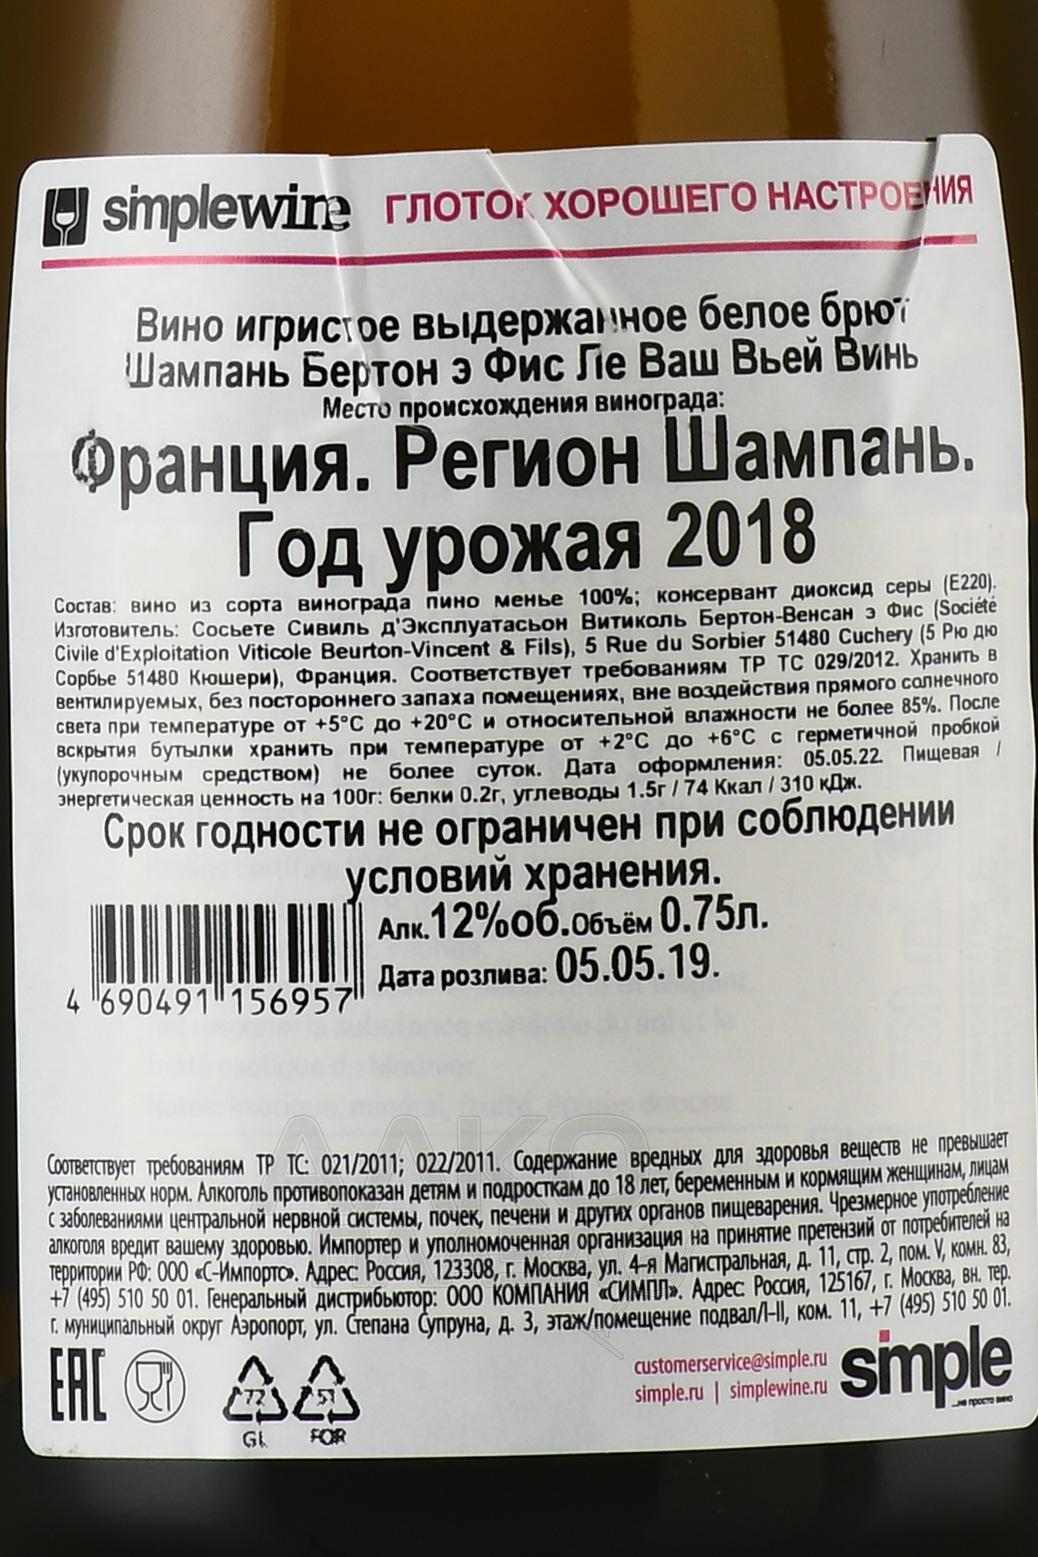 simplewine ГЛОТОК ХОРОШЕГО НАСТРОЕНИЯ
Вино игристое выдержанное белое брют
Шампань Бертон э Фис Ле Ваш Вьей Винь
Место происхождения винограда:
Франция. Регион Шампань.
Год урожая 2018
Состав: вино из сорта винограда пино менье 100%; консервант диоксид серы (Е220).
Изготовитель: Сосьете Сивиль д'Эксплуатасьон Витиколь Бертон-Венсан э Фис (Société
Civile d'Exploitation Viticole Beurton-Vincent & Fils), 5 Rue du Sorbier 51480 Cuchery (5 Рю дю
Сорбье 51480 Кюшери), Франция. Соответствует требованиям ТР ТС 029/2012. Хранить в
вентилируемых, без постороннего запаха помещениях, вне воздействия прямого солнечного
света при температуре от +5°С до +20°С и относительной влажности не более 85%. После
вскрытия бутылки хранить при температуре от +2°С до +6°С с герметичной пробкой
(укупорочным средством) не более суток. Дата оформления: 05.05.22. Пищевая /
энергетическая ценность на 100г: белки 0.2г, углеводы 1.5г / 74 Ккал / 310 кДж.
Срок годности не ограничен при соблюдении
условий хранения.
Алк.12%об.Объём 0.75л.
Дата розлива: 05.05.19.
4 690491 156957
Соответствует требованиям ТР ТС: 021/2011; 022/2011. Содержание вредных для здоровья веществ не превышает
установленных норм. Алкоголь противопоказан детям и подросткам до 18 лет, беременным и кормящим женщинам, лицам
с заболеваниями центральной нервной системы, почек, печени и других органов пищеварения. Чрезмерное употребление
алкоголя вредит вашему здоровью. Импортер и уполномоченная организация на принятие претензий от потребителей на
территории РФ: ООО «С-Импортс». Адрес: Россия, 123308, г. Москва, ул. 4-я Магистральная, д. 11, стр. 2, пом. V, комн. 83,
+7 (495) 510 50 01. Генеральный дистрибьютор: ООО КОМПАНИЯ «СИМПЛ». Адрес: Россия, 125167, г. Москва, вн. тер.
г. муниципальный округ Аэропорт, ул. Степана Супруна, д. 3, этаж/помещение подвал/I-II, ком. 11, +7 (495) 510 50 01.
EAC
72
GL
51
FOR
customerservice@simple.ru
simple.ru | simplewine.ru
simple
...не просто вино